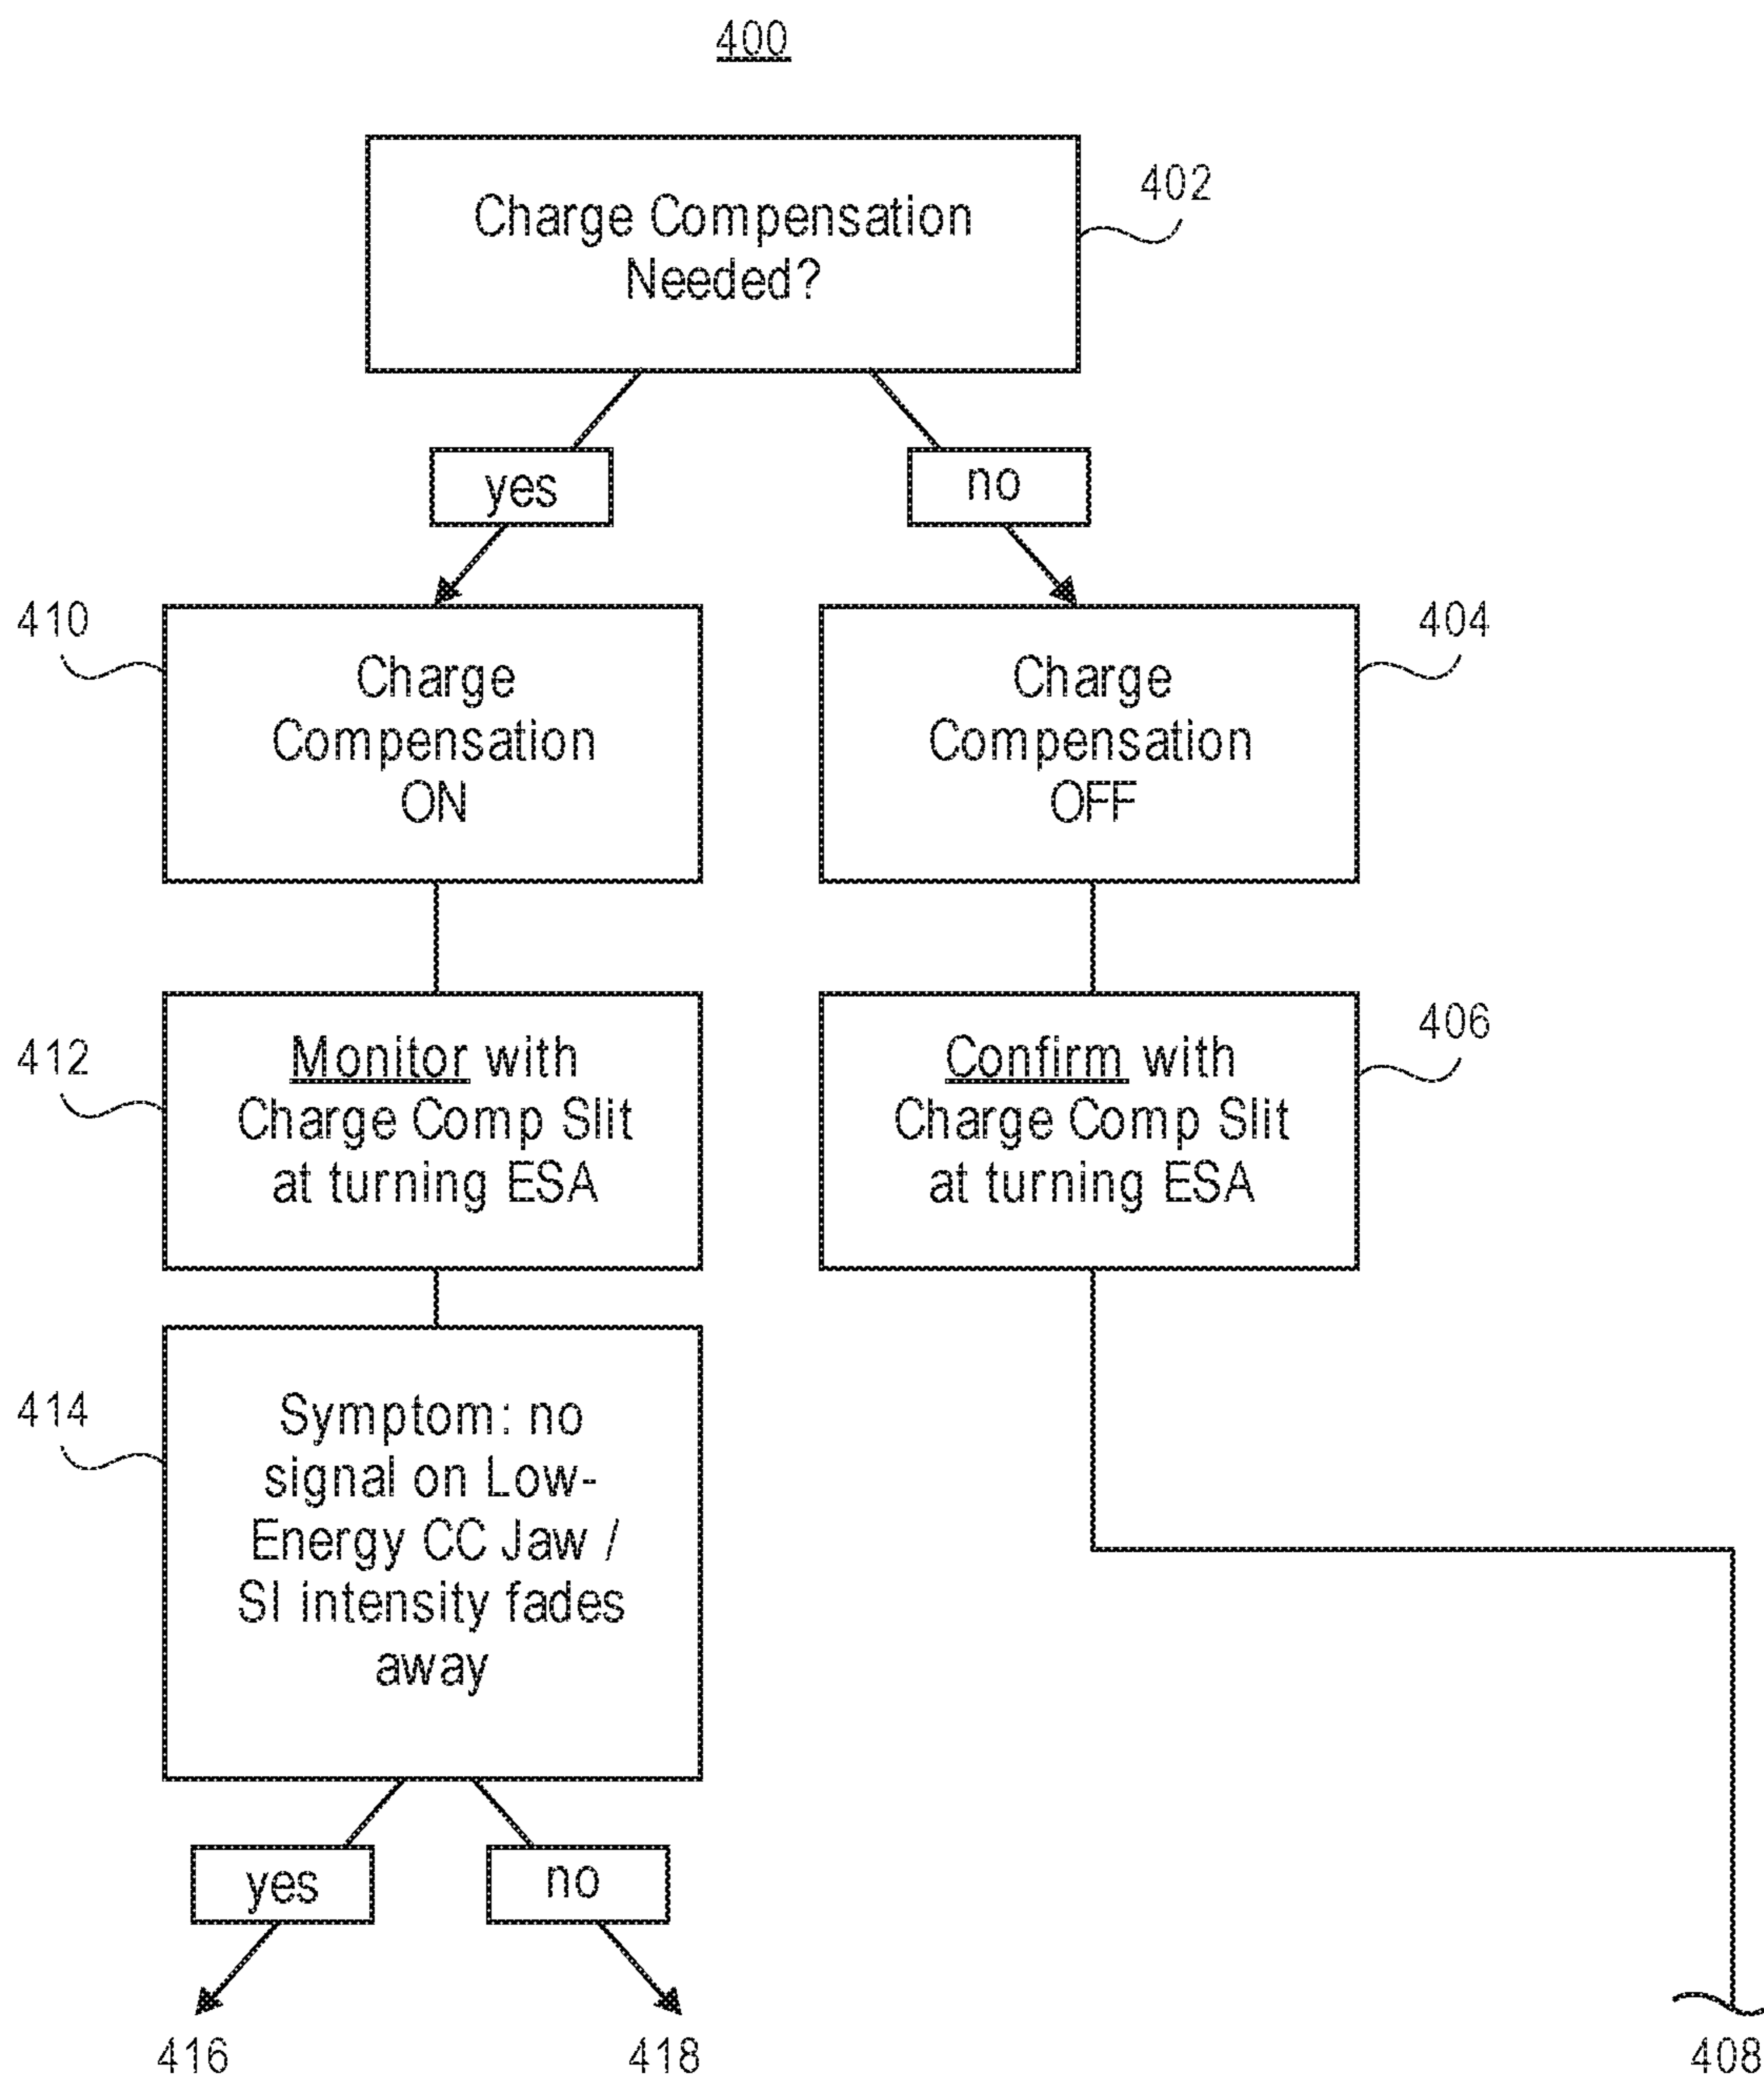 400
Charge Compensation
Needed?
402
yes
no
410
Charge
Compensation
ON
Charge
Compensation
OFF
404
412
Monitor with
Charge Comp Slit
at turning ESA
Confirm with
Charge Comp Slit
at turning ESA
406
414
Symptom: no
signal on Low-
Energy CC Jaw /
SI intensity fades
away
yes
no
416
418
408